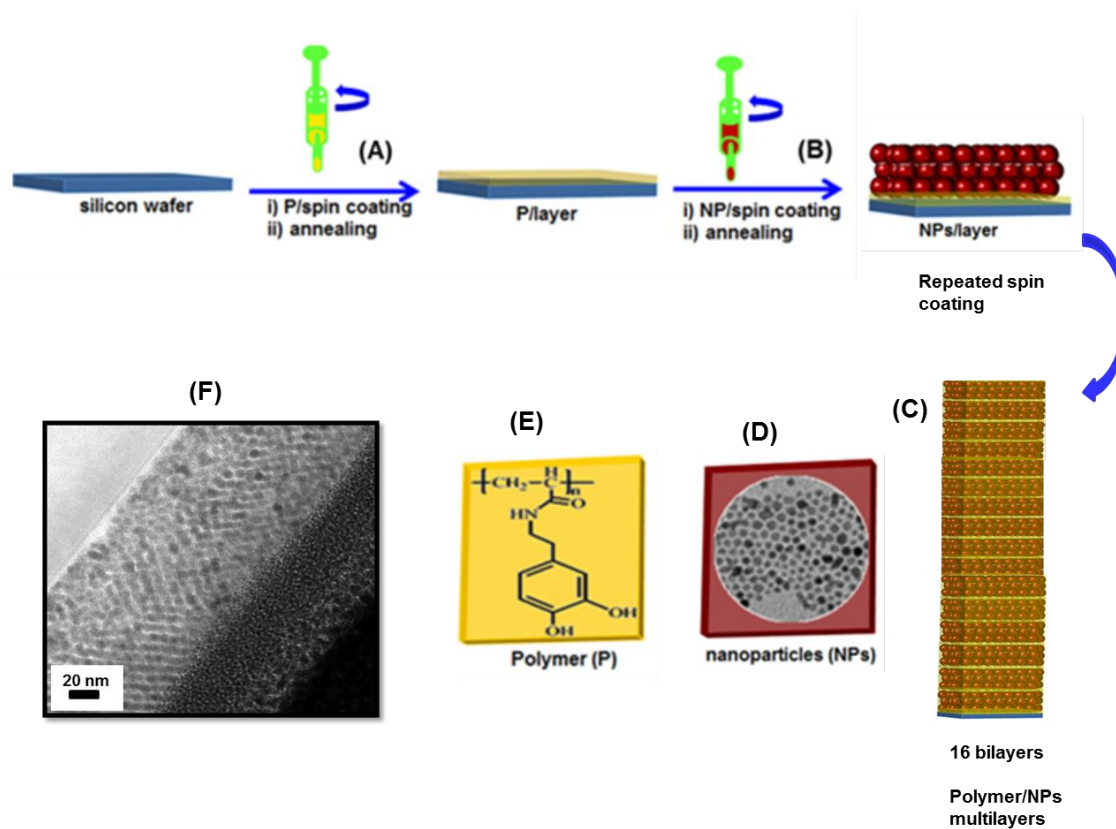 (A)
(B)
silicon wafer
i) P/spin coating
ii) annealing
P/layer
i) NP/spin coating
ii) annealing
NPs/layer
Repeated spin
coating
(F)
20 nm
(E)
CH2
C
H
n
O
HN
OH
OH
Polymer (P)
(D)
nanoparticles (NPs)
(C)
16 bilayers
Polymer/NPs
multilayers